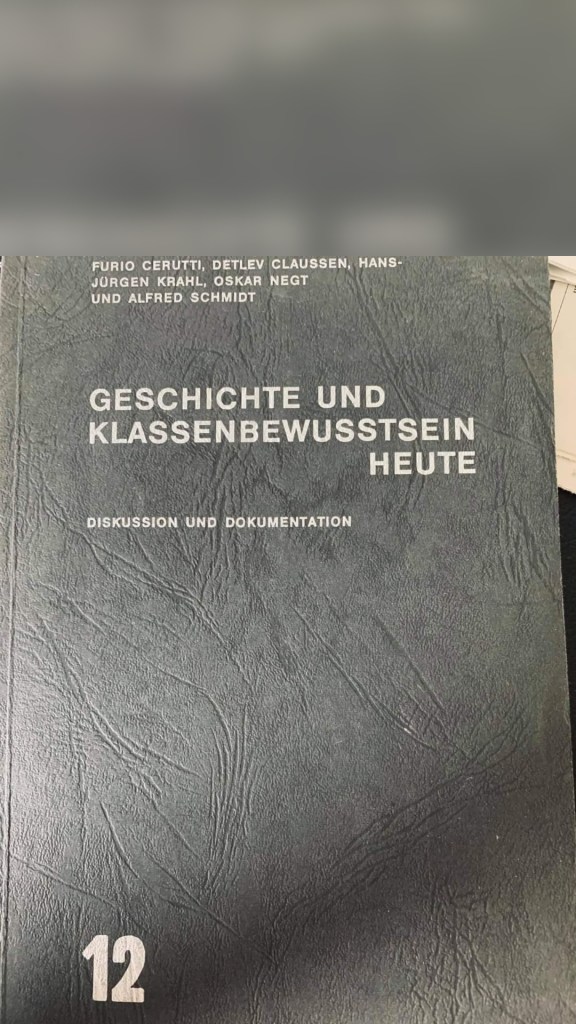 FURIO CERUTTI, DETLEV CLAUSSEN, HANS-
JÜRGEN KRAHL, OSKAR NEGT
UND ALFRED SCHMIDT
GESCHICHTE UND
KLASSENBEWUSSTSEIN
HEUTE
DISKUSSION UND DOKUMENTATION
12